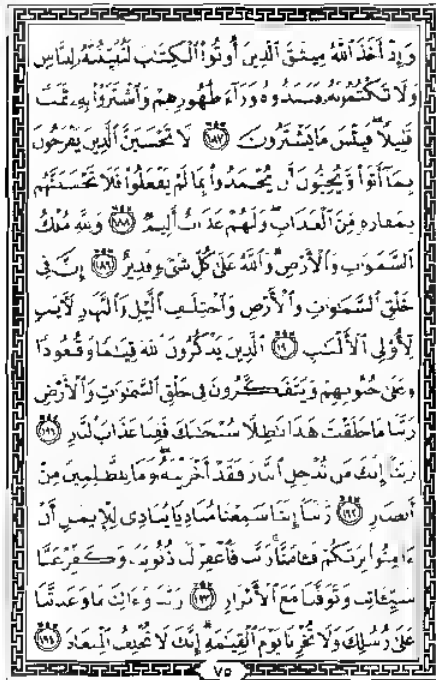 وَإِذْ أَخَذَ ٱللَّهُ مِيثَـٰقَ ٱلَّذِينَ أُوتُوا۟ ٱلْكِتَـٰبَ لَتُبَيِّنُنَّهُۥ لِلنَّاسِ
وَلَا تَكْتُمُونَهُۥ فَنَبَذُوهُ وَرَآءَ ظُهُورِهِمْ وَٱشْتَرَوْا۟ بِهِۦ ثَمَنًا
قَلِيلًا ۖ فَبِئْسَ مَا يَشْتَرُونَ ﴿١٨٧﴾ لَا تَحْسَبَنَّ ٱلَّذِينَ يَفْرَحُونَ
بِمَآ أَتَوا۟ وَّيُحِبُّونَ أَن يُحْمَدُوا۟ بِمَا لَمْ يَفْعَلُوا۟ فَلَا تَحْسَبَنَّهُم
بِمَفَازَةٍ مِّنَ ٱلْعَذَابِ ۖ وَلَهُمْ عَذَابٌ أَلِيمٌ ﴿١٨٨﴾ وَلِلَّهِ مُلْكُ
ٱلسَّمَـٰوَٰتِ وَٱلْأَرْضِ ۗ وَٱللَّهُ عَلَىٰ كُلِّ شَىْءٍ قَدِيرٌ ﴿١٨٩﴾ إِنَّ فِى
خَلْقِ ٱلسَّمَـٰوَٰتِ وَٱلْأَرْضِ وَٱخْتِلَـٰفِ ٱلَّيْلِ وَٱلنَّهَارِ لَـَٔايَـٰتٍ
لِّأُو۟لِى ٱلْأَلْبَـٰبِ ﴿١٩٠﴾ ٱلَّذِينَ يَذْكُرُونَ ٱللَّهَ قِيَـٰمًا وَقُعُودًا
وَعَلَىٰ جُنُوبِهِمْ وَيَتَفَكَّرُونَ فِى خَلْقِ ٱلسَّمَـٰوَٰتِ وَٱلْأَرْضِ
رَبَّنَا مَا خَلَقْتَ هَـٰذَا بَـٰطِلًا سُبْحَـٰنَكَ فَقِنَا عَذَابَ ٱلنَّارِ ﴿١٩١﴾
رَبَّنَآ إِنَّكَ مَن تُدْخِلِ ٱلنَّارَ فَقَدْ أَخْزَيْتَهُۥ ۖ وَمَا لِلظَّـٰلِمِينَ مِنْ
أَنصَارٍ ﴿١٩٢﴾ رَّبَّنَآ إِنَّنَا سَمِعْنَا مُنَادِيًا يُنَادِى لِلْإِيمَـٰنِ أَنْ
ءَامِنُوا۟ بِرَبِّكُمْ فَـَٔامَنَّا ۚ رَبَّنَا فَٱغْفِرْ لَنَا ذُنُوبَنَا وَكَفِّرْ عَنَّا
سَيِّـَٔاتِنَا وَتَوَفَّنَا مَعَ ٱلْأَبْرَارِ ﴿١٩٣﴾ رَبَّنَا وَءَاتِنَا مَا وَعَدتَّنَا
عَلَىٰ رُسُلِكَ وَلَا تُخْزِنَا يَوْمَ ٱلْقِيَـٰمَةِ ۗ إِنَّكَ لَا تُخْلِفُ ٱلْمِيعَادَ ﴿١٩٤﴾
٧٥